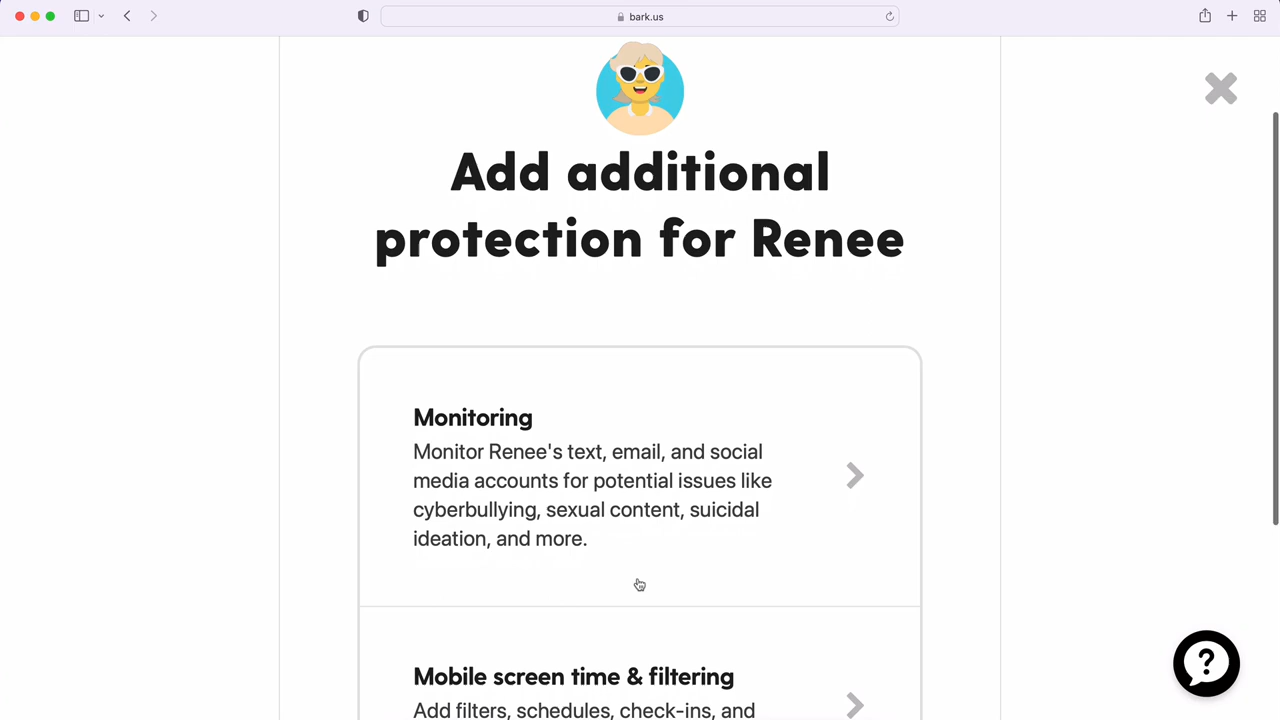 bark.us
Add additional
protection for Renee
Monitoring
Monitor Renee's text, email, and social
media accounts for potential issues like
cyberbullying, sexual content, suicidal
ideation, and more.
Mobile screen time & filtering
Add filters, schedules, check-ins, and
?